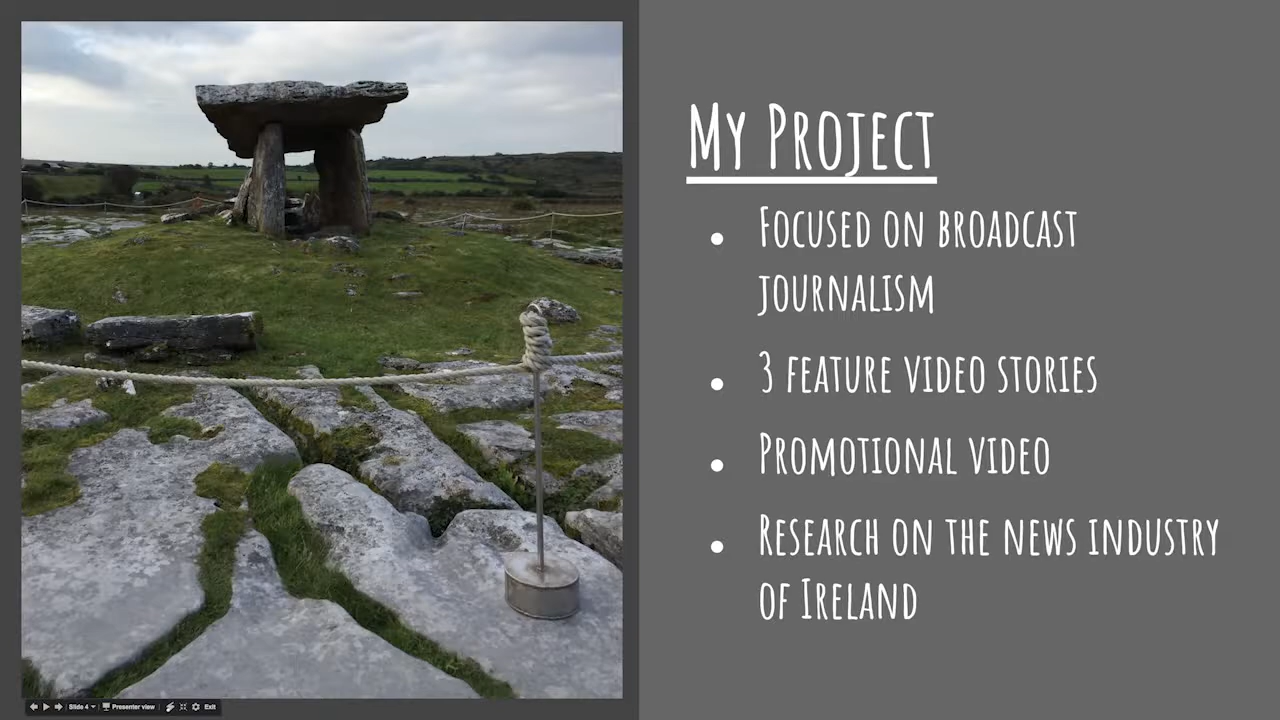 My Project
• Focused on broadcast
journalism
• 3 feature video stories
• Promotional video
• Research on the news industry
of Ireland
Slide 4
Presenter view
Exit